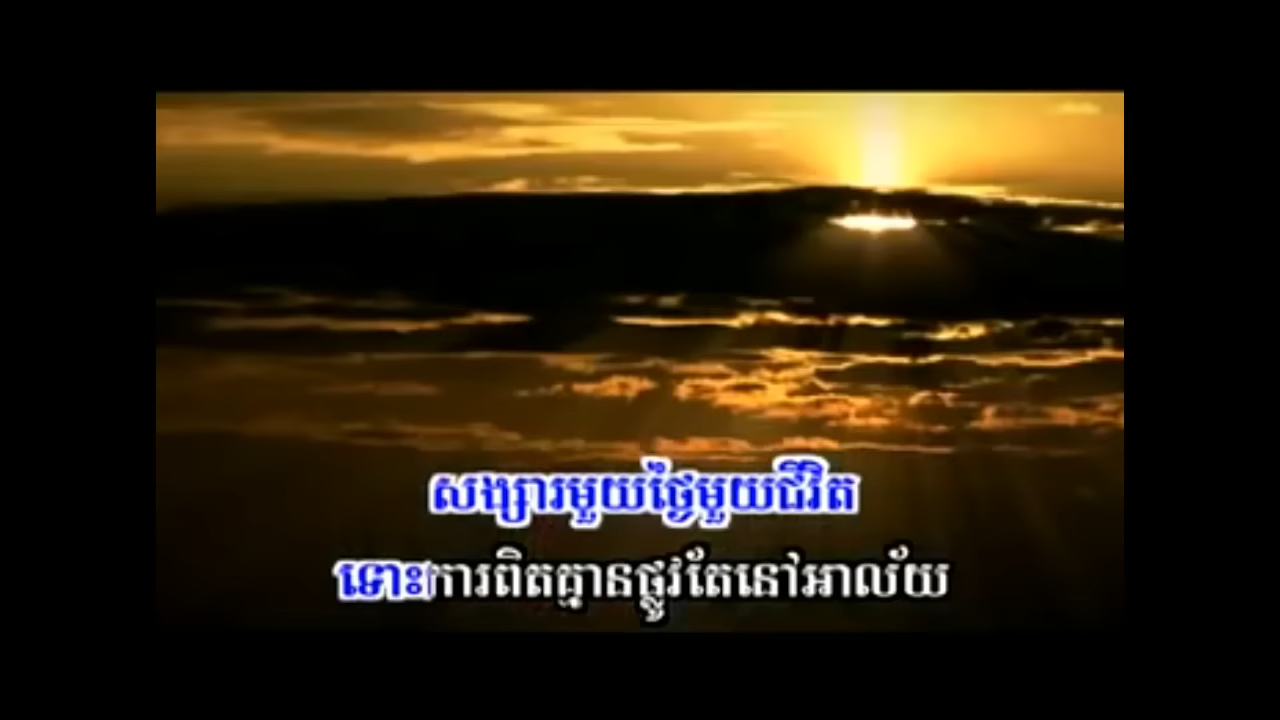 សង្សារមួយថ្ងៃមួយជីវិត
ទោះការពិតគ្មានផ្លូវតែនៅអាល័យ